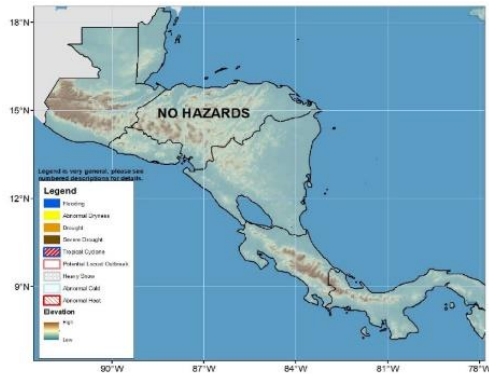 18°N
NO HAZARDS
15°N
Legend is very general, please see
numbered descriptions for details.
Legend
Flooding
Abnormal Dryness
12°N
Drought
Severe Drought
Tropical Cyclone
Potential Locust Outbreak
Heavy Snow
9°N
Abnormal Cold
Abnormal Heat
Elevation
High
Low
90°W 87°W 84°W 81°W 78°W